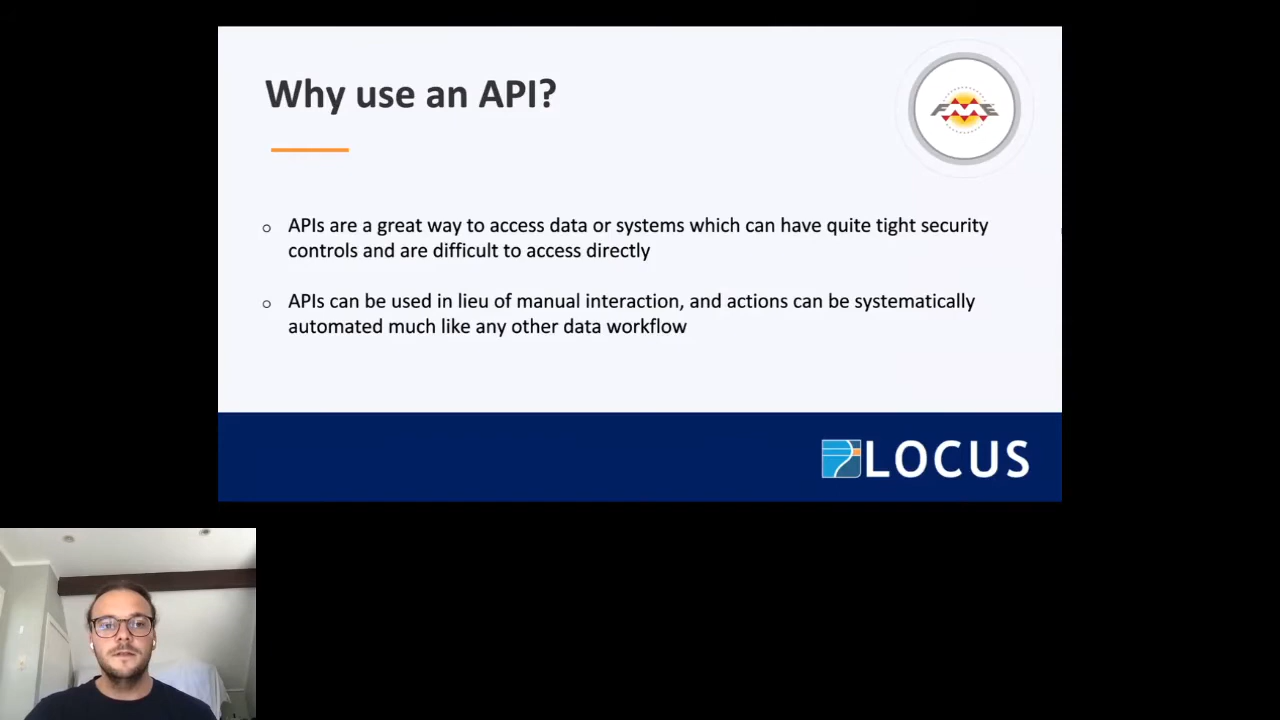 Why use an API?
FME
o APIs are a great way to access data or systems which can have quite tight security
controls and are difficult to access directly
o APIs can be used in lieu of manual interaction, and actions can be systematically
automated much like any other data workflow
LOCUS